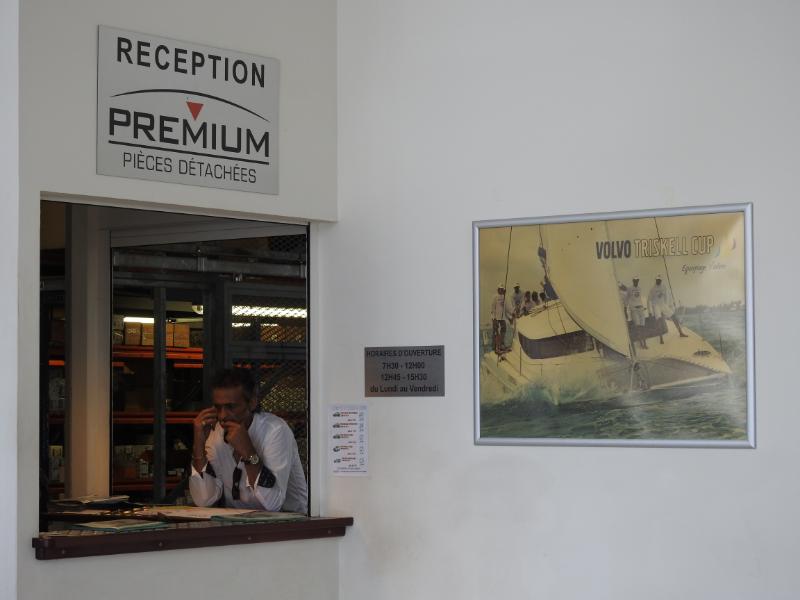 RECEPTION
PREMIUM
PIÈCES DÉTACHÉES
HORAIRES D'OUVERTURE
7H30 - 12H00
12H45 - 15H30
du Lundi au Vendredi
VOLVO TRISKELL CUP